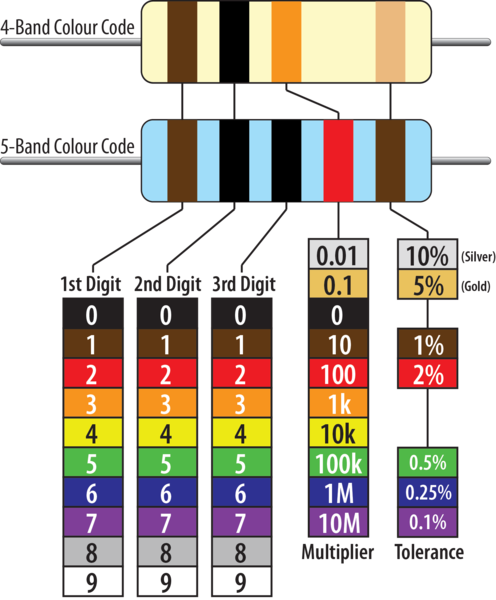 4-Band Colour Code
5-Band Colour Code
0.01 10% (Silver)
1st Digit 2nd Digit 3rd Digit 0.1 5% (Gold)
0 0 0 0
1 1 1 10 1%
2 2 2 100 2%
3 3 3 1k
4 4 4 10k
5 5 5 100k 0.5%
6 6 6 1M 0.25%
7 7 7 10M 0.1%
8 8 8 Multiplier Tolerance
9 9 9